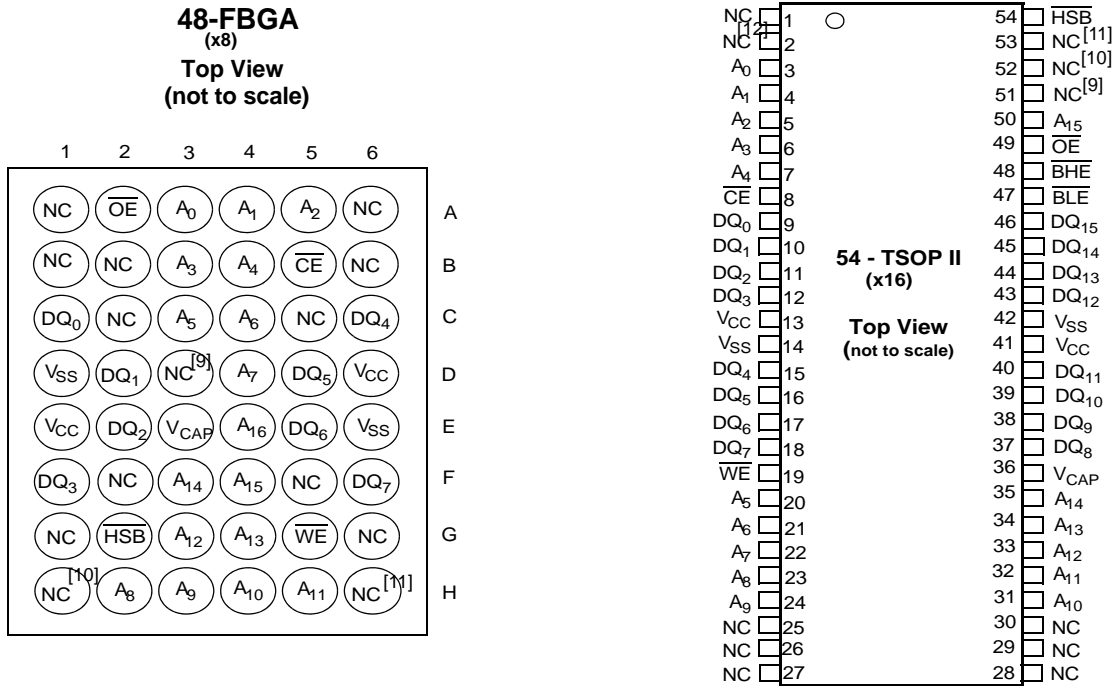 48-FBGA
(x8)
Top View
(not to scale)
1 2 3 4 5 6
NC OE A0 A1 A2 NC A
NC NC A3 A4 CE NC B
DQ0 NC A5 A6 NC DQ4 C
VSS DQ1 NC[9] A7 DQ5 VCC D
VCC DQ2 VCAP A16 DQ6 VSS E
DQ3 NC A14 A15 NC DQ7 F
NC HSB A12 A13 WE NC G
NC[10] A8 A9 A10 A11 NC[11] H
54 - TSOP II
(x16)
Top View
(not to scale)
NC 1
[12]
NC 2
A0 3
A1 4
A2 5
A3 6
A4 7
CE 8
DQ0 9
DQ1 10
DQ2 11
DQ3 12
VCC 13
VSS 14
DQ4 15
DQ5 16
DQ6 17
DQ7 18
WE 19
A5 20
A6 21
A7 22
A8 23
A9 24
NC 25
NC 26
NC 27
54 HSB
53 NC[11]
52 NC[10]
51 NC[9]
50 A15
49 OE
48 BHE
47 BLE
46 DQ15
45 DQ14
44 DQ13
43 DQ12
42 VSS
41 VCC
40 DQ11
39 DQ10
38 DQ9
37 DQ8
36 VCAP
35 A14
34 A13
33 A12
32 A11
31 A10
30 NC
29 NC
28 NC